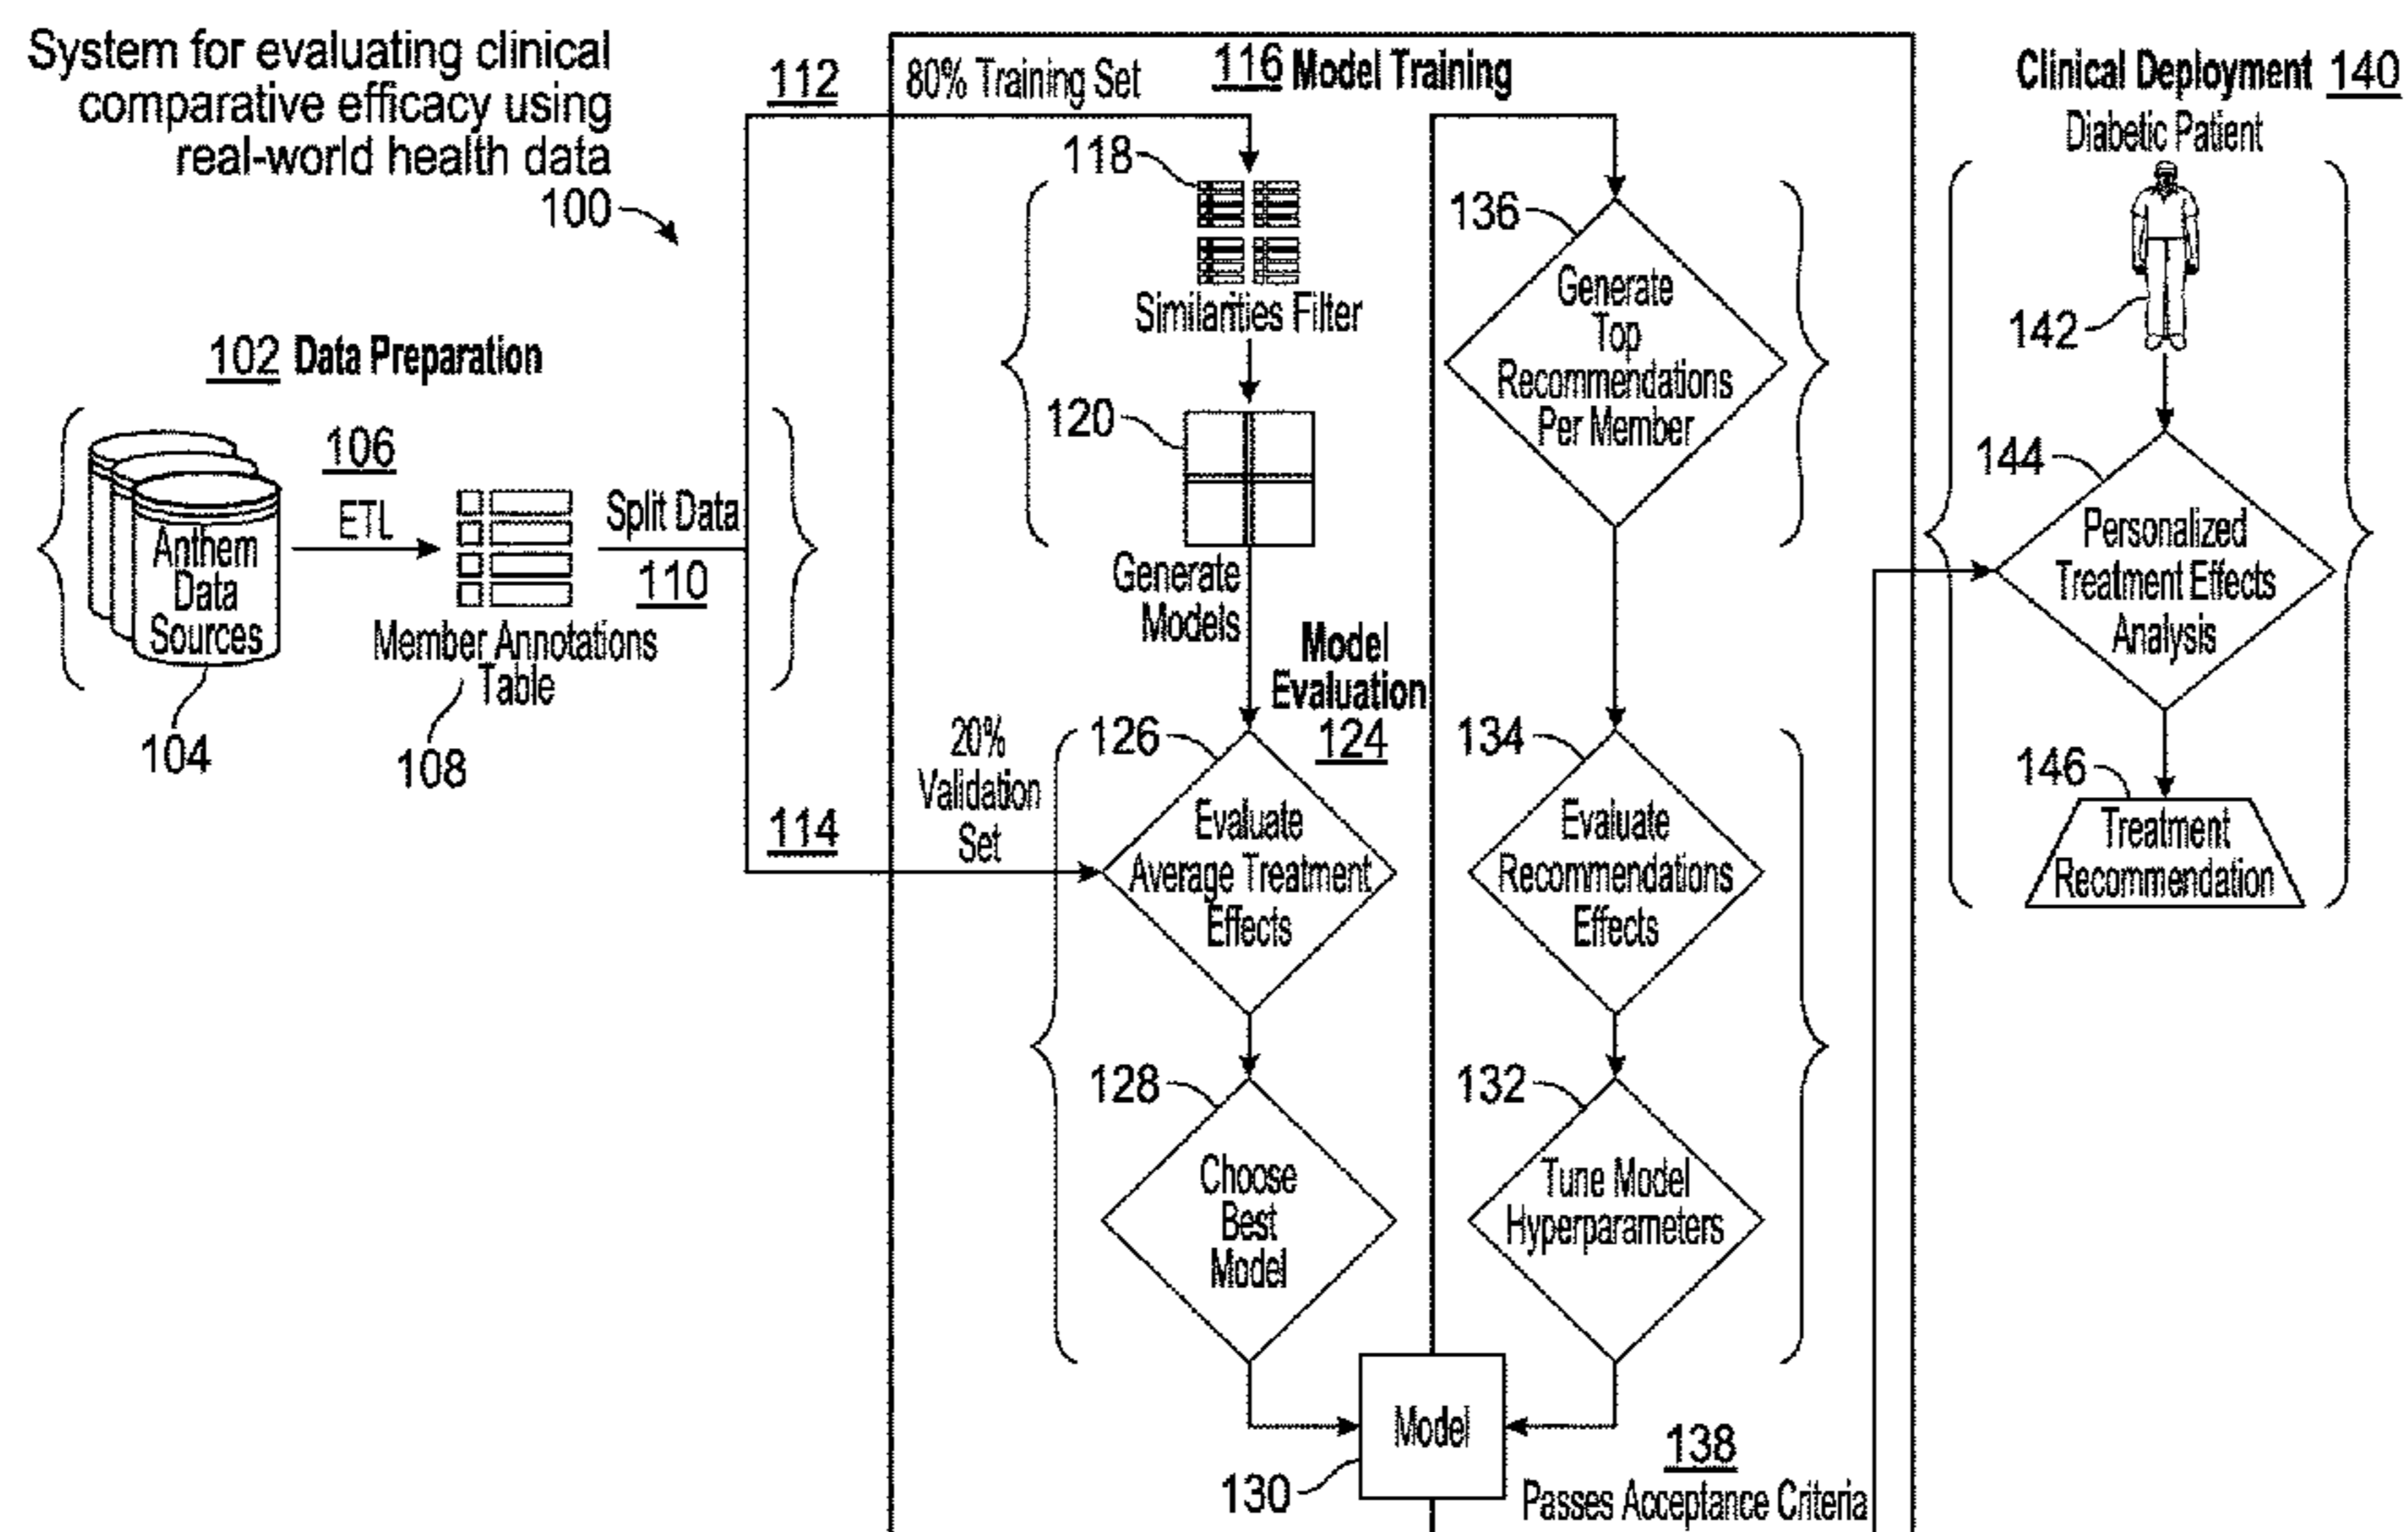 System for evaluating clinical
comparative efficacy using
real-world health data
100
102 Data Preparation
106
ETL
Anthem
Data
Sources
104
Member Annotations
Table
108
Split Data
110
112
114
80% Training Set
116 Model Training
118
Similarities Filter
120
Generate
Models
Model
Evaluation
124
20%
Validation
Set
126
Evaluate
Average Treatment
Effects
128
Choose
Best
Model
130
Model
136
Generate
Top
Recommendations
Per Member
134
Evaluate
Recommendations
Effects
132
Tune Model
Hyperparameters
138
Passes Acceptance Criteria
Clinical Deployment 140
Diabetic Patient
142
144
Personalized
Treatment Effects
Analysis
146
Treatment
Recommendation